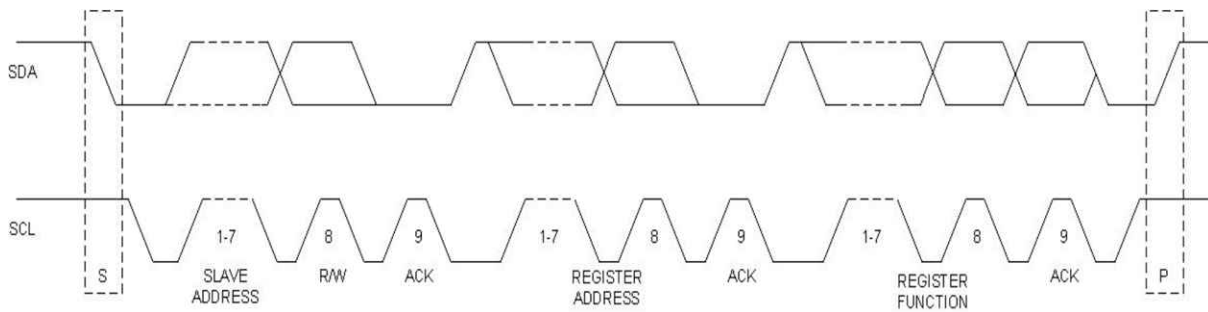 SDA
SCL
1-7 8 9 1-7 8 9 1-7 8 9
S SLAVE R/W ACK REGISTER ACK REGISTER ACK P
ADDRESS ADDRESS FUNCTION